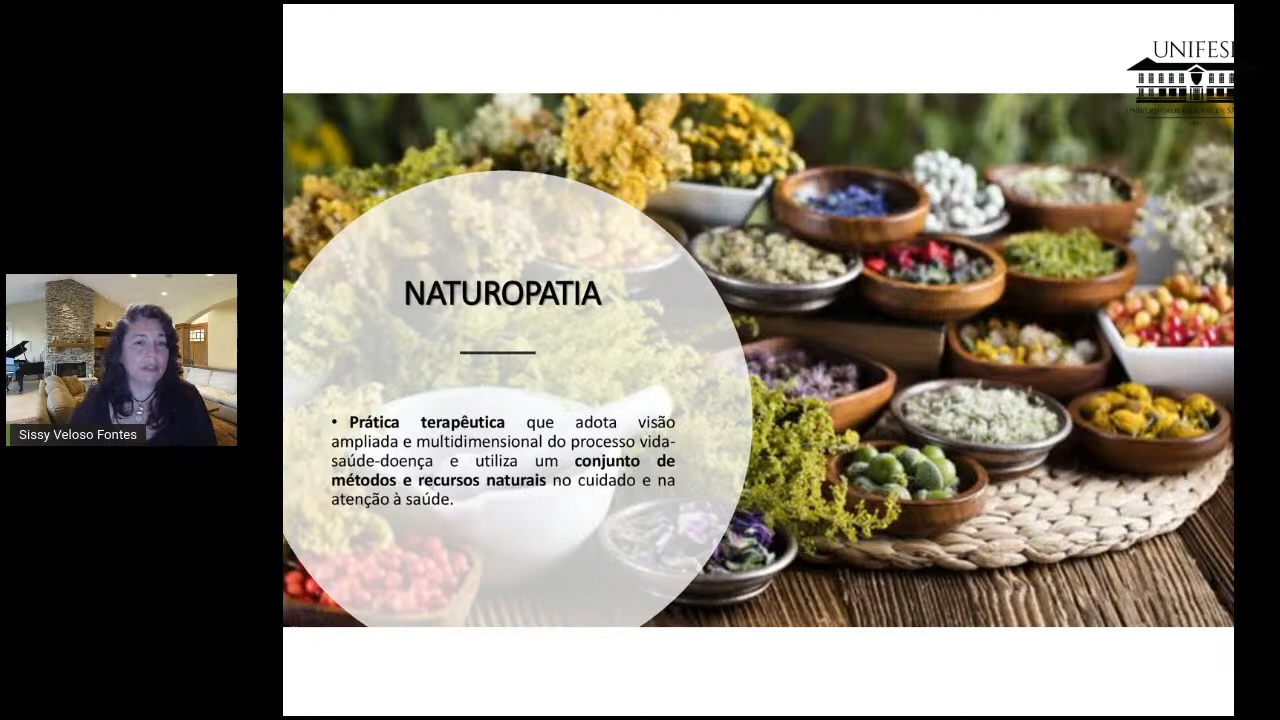 UNIFES
NATUROPATIA
• Prática terapêutica que adota visão
ampliada e multidimensional do processo vida-
saúde-doença e utiliza um conjunto de
métodos e recursos naturais no cuidado e na
atenção à saúde.
Sissy Veloso Fontes